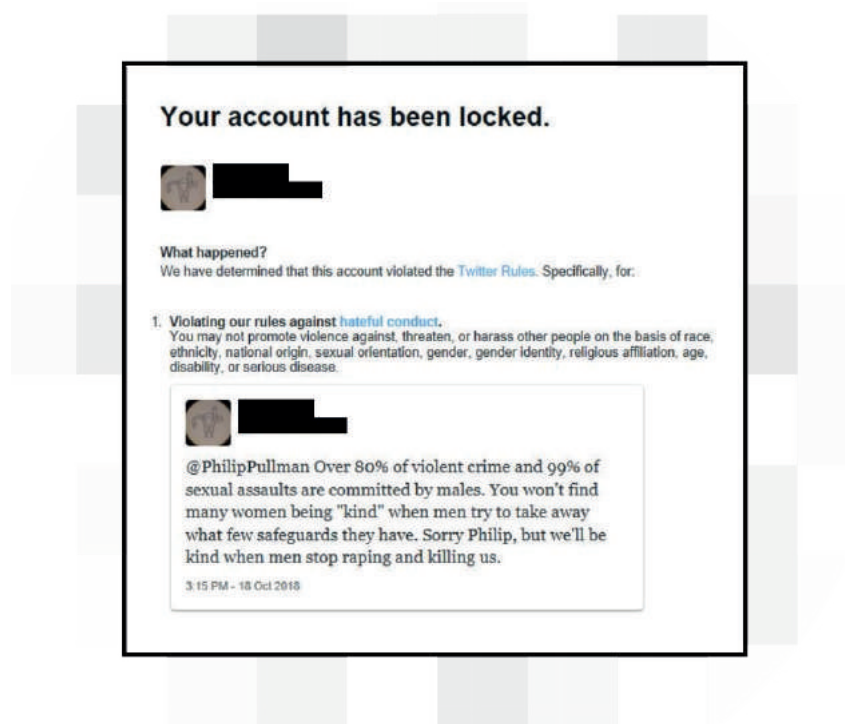 Your account has been locked.
What happened?
We have determined that this account violated the Twitter Rules. Specifically, for:
1. Violating our rules against hateful conduct.
You may not promote violence against, threaten, or harass other people on the basis of race,
ethnicity, national origin, sexual orientation, gender, gender identity, religious affiliation, age,
disability, or serious disease.
@PhilipPullman Over 80% of violent crime and 99% of
sexual assaults are committed by males. You won't find
many women being "kind" when men try to take away
what few safeguards they have. Sorry Philip, but we'll be
kind when men stop raping and killing us.
3:15 PM - 18 Oct 2018